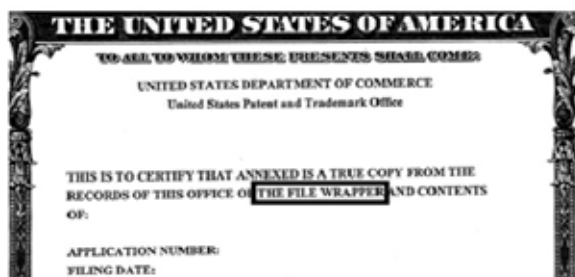 THE UNITED STATES OF AMERICA
TO ALL TO WHOM THESE PRESENTS SHALL COME:
UNITED STATES DEPARTMENT OF COMMERCE
United States Patent and Trademark Office
THIS IS TO CERTIFY THAT ANNEXED IS A TRUE COPY FROM THE
RECORDS OF THIS OFFICE OF THE FILE WRAPPER AND CONTENTS
OF:
APPLICATION NUMBER:
FILING DATE: